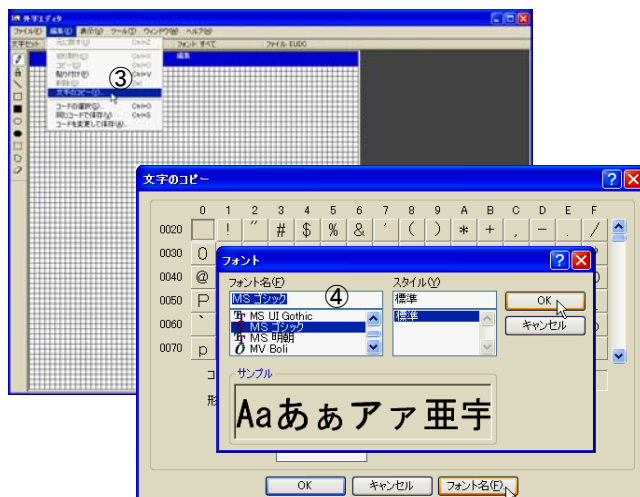 外字エディタ
ファイル(F) 編集(E) 表示(V) ツール(T) ウィンドウ(W) ヘルプ(H)
文字セット フォント すべて ファイル EUDC
元に戻す(U) Ctrl+Z
編集
切り取り(T) Ctrl+X
コピー(C) Ctrl+C
貼り付け(P) Ctrl+V
削除(D) Del
文字のコピー(Y)...
③
コードの選択(O)... Ctrl+O
同じコードで保存(V) Ctrl+S
コードを変更して保存(A)...
文字のコピー
0 1 2 3 4 5 6 7 8 9 A B C D E F
0020 ! " # $ % & ' ( ) * + , - . /
0030 0
0040 @
0050 P
0060 `
0070 p
フォント
フォント名(F) スタイル(Y)
④
MS ゴシック 標準 OK
MS UI Gothic 標準 キャンセル
MS ゴシック
MS 明朝
MV Boli
サンプル
Aaあぁアァ亜宇
コ
形
OK キャンセル フォント名(F)